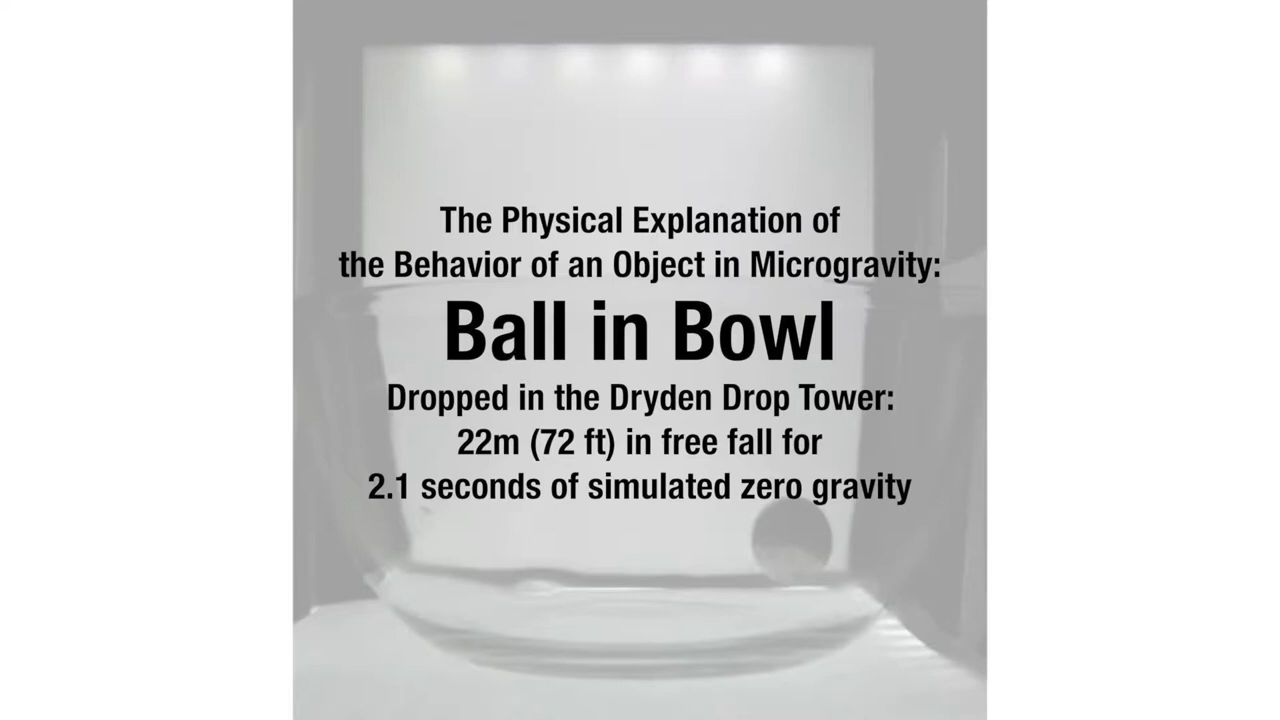 The Physical Explanation of
the Behavior of an Object in Microgravity:
Ball in Bowl
Dropped in the Dryden Drop Tower:
22m (72 ft) in free fall for
2.1 seconds of simulated zero gravity